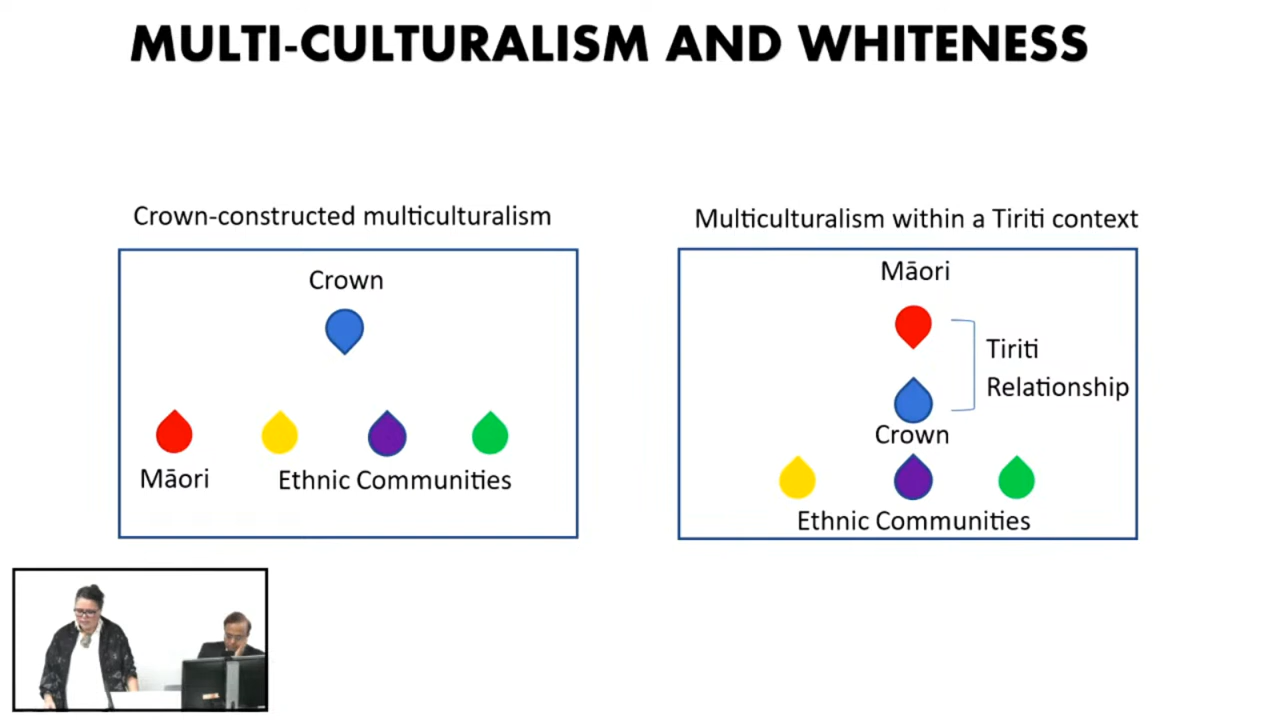 MULTI-CULTURALISM AND WHITENESS
Crown-constructed multiculturalism
Crown
Māori
Ethnic Communities
Multiculturalism within a Tiriti context
Māori
Tiriti
Relationship
Crown
Ethnic Communities